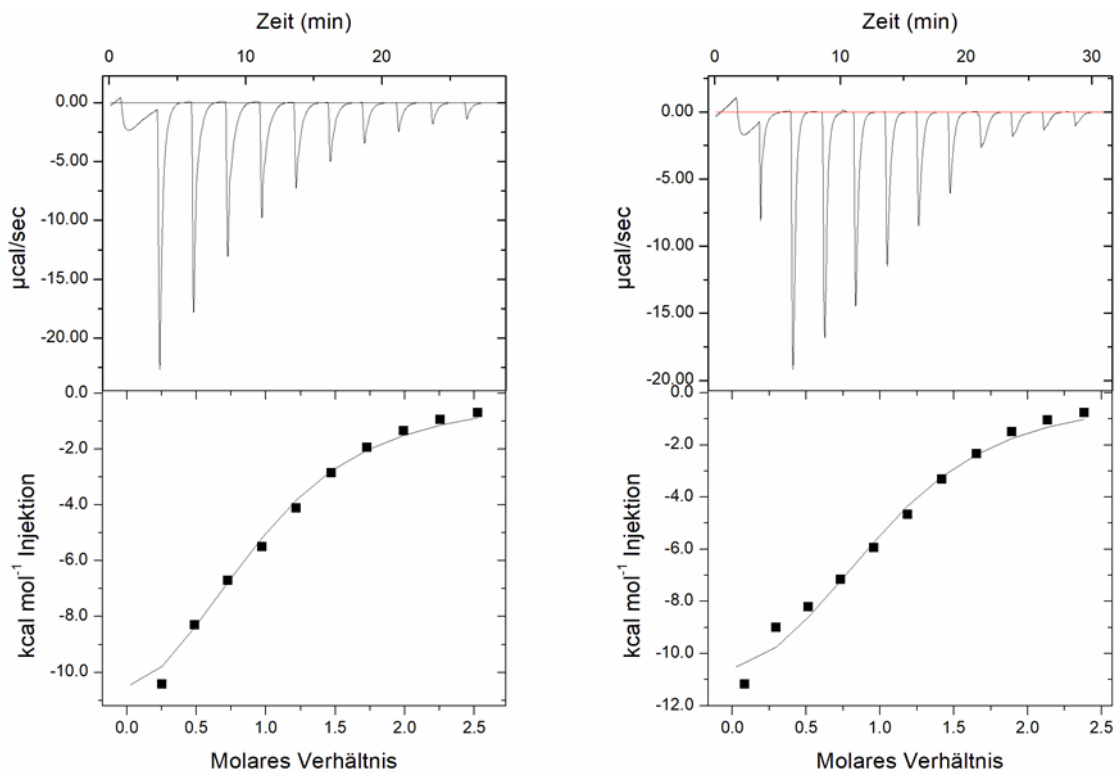 Zeit (min)
0 10 20
0.00
-5.00
-10.00
-15.00
-20.00
µcal/sec
0.0
-2.0
-4.0
-6.0
-8.0
-10.0
kcal mol⁻¹ Injektion
0.0 0.5 1.0 1.5 2.0 2.5
Molares Verhältnis
Zeit (min)
0 10 20 30
0.00
-5.00
-10.00
-15.00
-20.00
µcal/sec
0.0
-2.0
-4.0
-6.0
-8.0
-10.0
-12.0
kcal mol⁻¹ Injektion
0.0 0.5 1.0 1.5 2.0 2.5
Molares Verhältnis